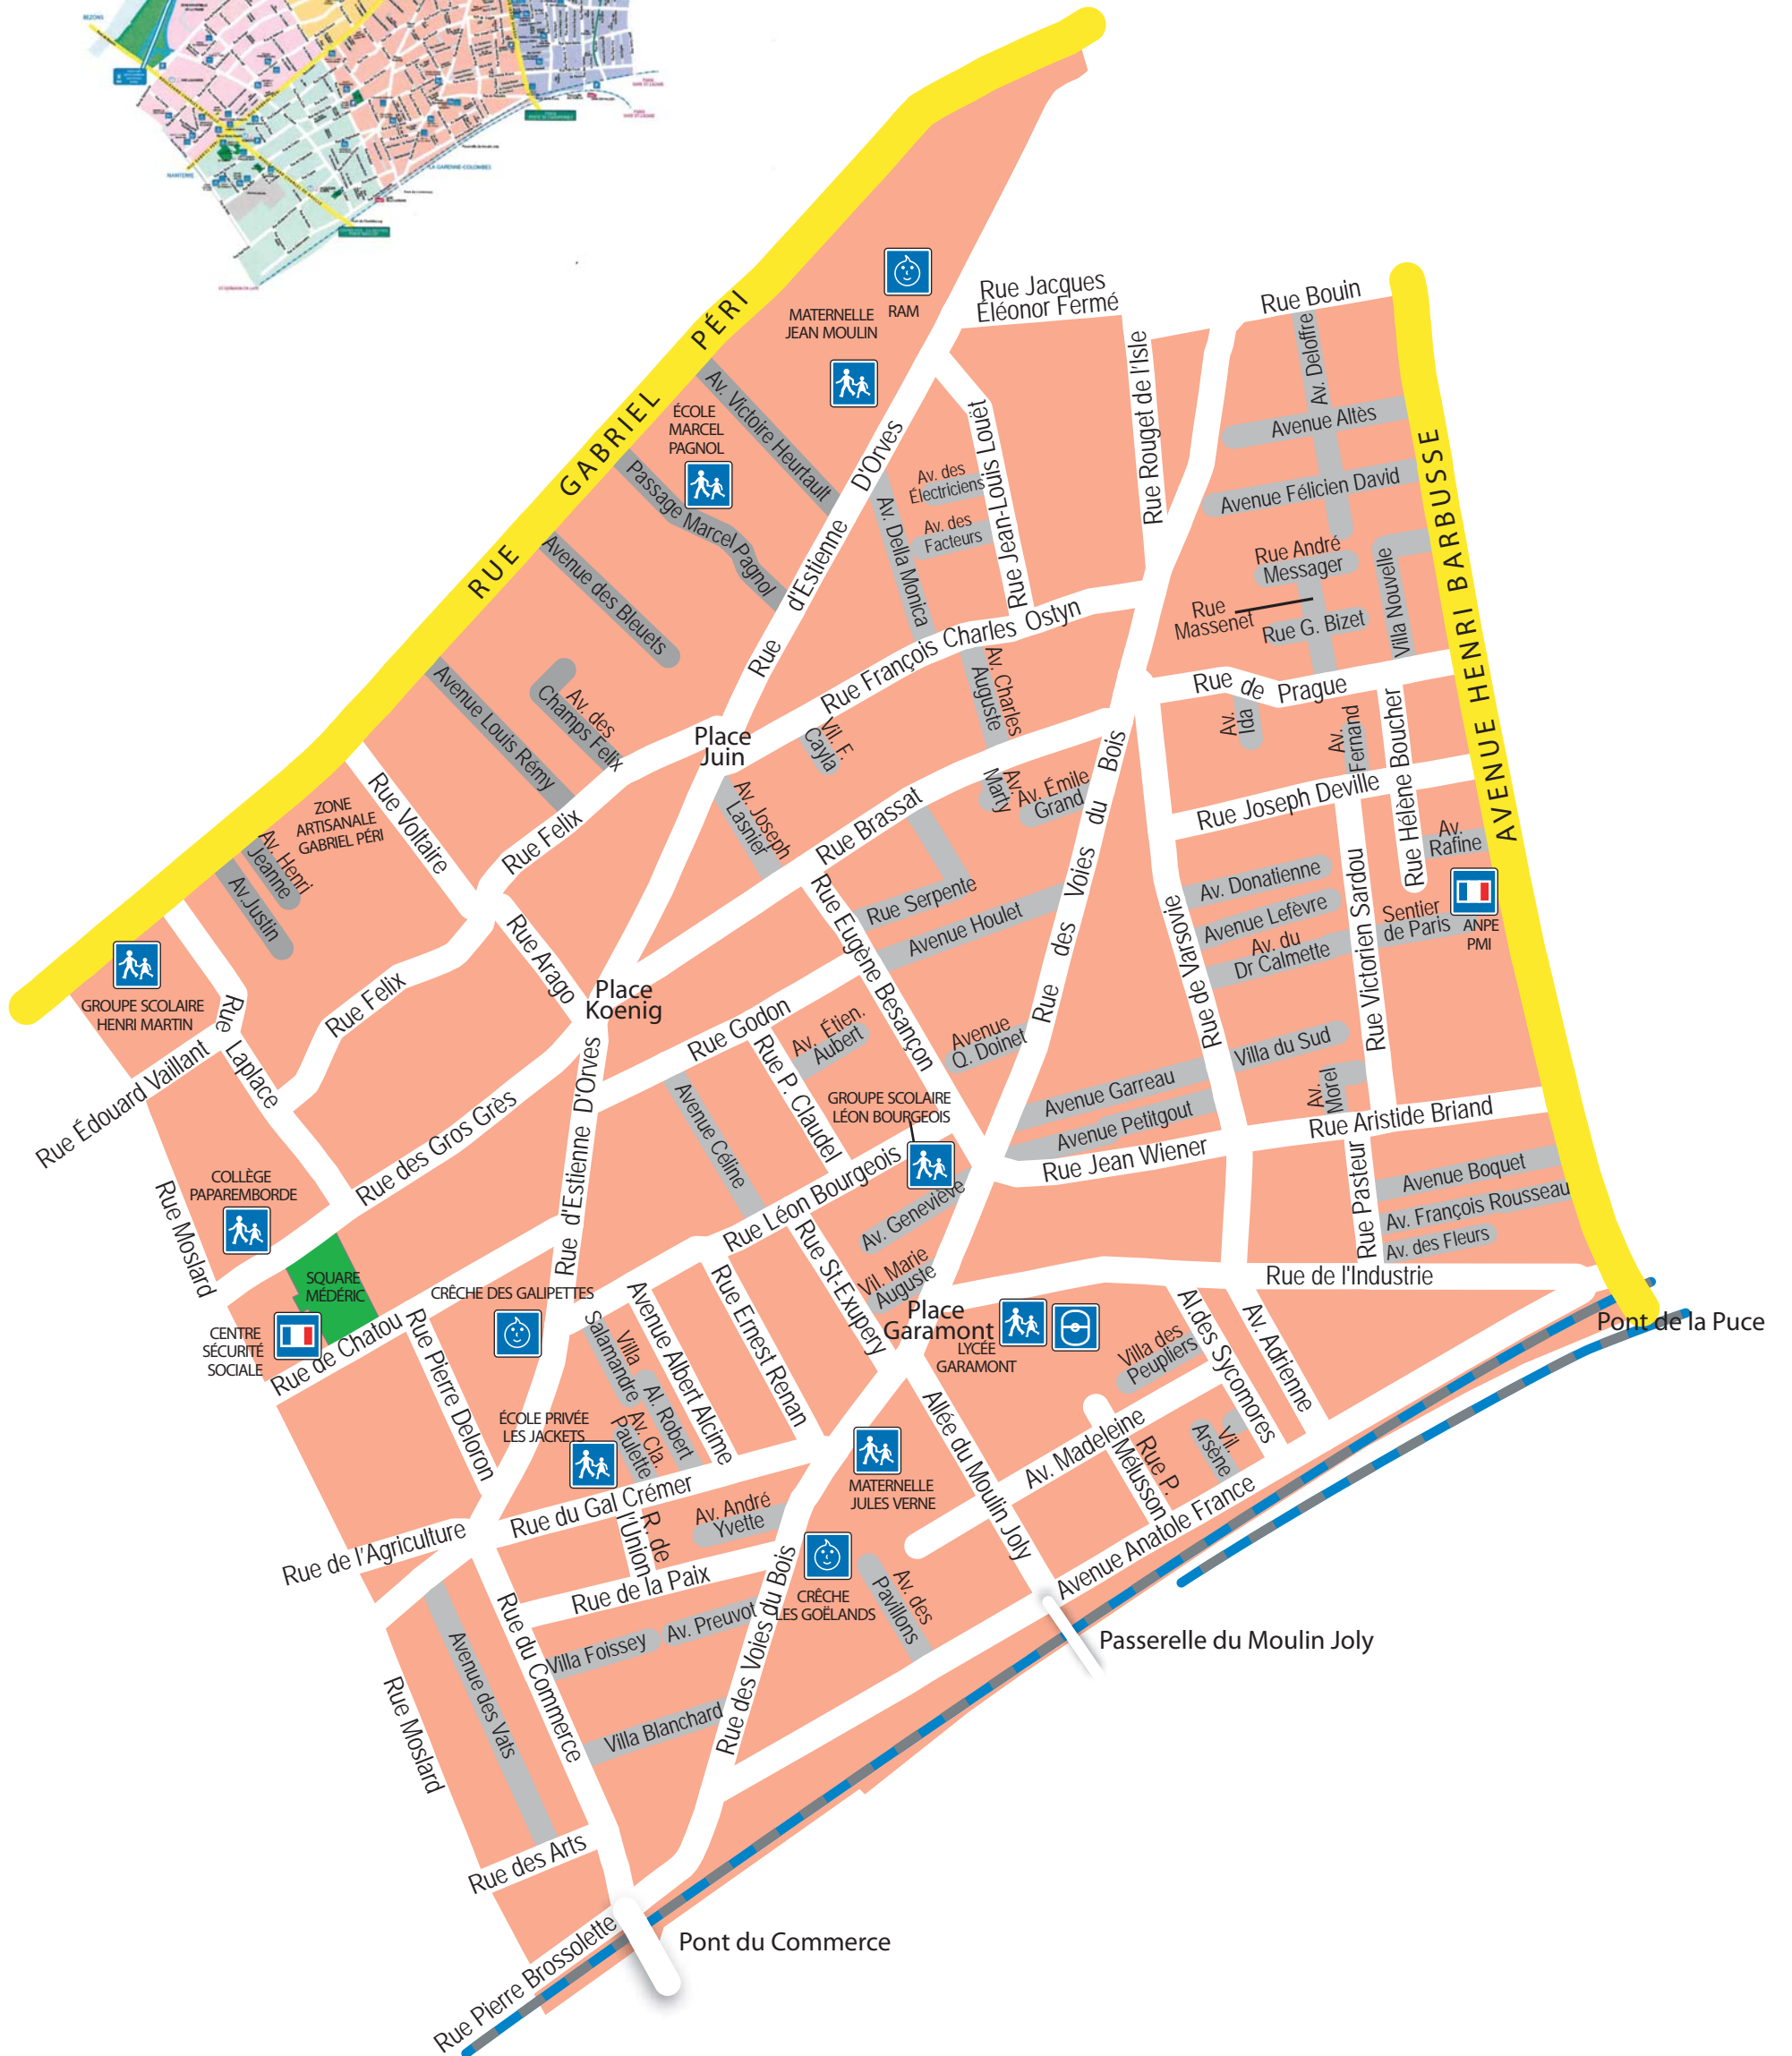 BEZONS
NANTERRE
LA GARENNE-COLOMBES
RUE GABRIEL PÉRI
RAM
MATERNELLE
JEAN MOULIN
Rue Jacques
Éléonor Fermé
Rue Bouin
Av. Deloffre
Rue Rouget de l'Isle
Avenue Altès
Av. Victoire Heurtault
ÉCOLE
MARCEL
PAGNOL
Passage Marcel Pagnol
Rue d'Estienne D'Orves
Av. des
Électriciens
Rue Jean-Louis Louët
Av. Della Monica
Av. des
Facteurs
Avenue Félicien David
AVENUE HENRI BARBUSSE
Rue André
Messager
Villa Nouvelle
Rue
Massenet
Rue G. Bizet
Avenue des Bleuets
Rue François Charles Ostyn
Avenue Louis Rémy
Av. des
Champs Felix
Av. Charles
Auguste
Rue de Prague
Place
Juin
Vil. F.
Cayla
Av.
Ida
Av.
Fernand
Rue Hélène Boucher
Av.
Marty
Av. Émile
Grand
Rue Joseph Deville
ZONE
ARTISANALE
GABRIEL PÉRI
Rue Voltaire
Rue Felix
Av. Joseph
Lasnier
Rue Brassat
Rue des Voies du Bois
Av. Henri
Jeanne
Av.Justin
Av.
Rafine
Rue Serpente
Av. Donatienne
Avenue Lefèvre
Rue Victorien Sardou
Sentier
de Paris
ANPE
PMI
Avenue Houlet
Rue Eugène Besançon
Rue de Varsovie
Av. du
Dr Calmette
Rue Arago
GROUPE SCOLAIRE
HENRI MARTIN
Rue Felix
Place
Koenig
Rue Godon
Av. Étien.
Aubert
Avenue
Q. Doinet
Villa du Sud
Rue Laplace
Rue Édouard Vaillant
Rue P. Claudel
Avenue Garreau
Av.
Morel
Avenue Petitgout
Rue Aristide Briand
Rue des Gros Grès
Rue d'Estienne D'Orves
Avenue Céline
GROUPE SCOLAIRE
LÉON BOURGEOIS
Rue Jean Wiener
Rue Pasteur
Avenue Boquet
COLLÈGE
PAPAREMBORDE
Rue Moslard
Rue Léon Bourgeois
Av. Geneviève
Av. François Rousseau
Av. des Fleurs
SQUARE
MÉDÉRIC
Rue St-Exupery
Vil. Marie
Auguste
Rue de l'Industrie
CRÊCHE DES GALIPETTES
Place
Garamont
LYCÉE
GARAMONT
Pont de la Puce
CENTRE
SÉCURITÉ
SOCIALE
Rue de Chatou
Rue Pierre Deloron
Villa
Salamandre
Avenue Albert Alcime
Rue Ernest Renan
Villa des
Peupliers
Al.des Sycomores
Av. Adrienne
Al. Robert
Av. Cla.
Paulette
ÉCOLE PRIVÉE
LES JACKETS
Allée du Moulin Joly
Av. Madeleine
Rue P.
Mélusson
Vil.
Arsène
MATERNELLE
JULES VERNE
Rue du Gal Crémer
Av. André
Yvette
R. de
l'Union
Rue de l'Agriculture
Avenue Anatole France
Rue de la Paix
CRÊCHE
LES GOËLANDS
Av. des
Pavillons
Av. Preuvot
Villa Foissey
Passerelle du Moulin Joly
Rue du Commerce
Avenue des Vats
Rue Moslard
Villa Blanchard
Rue des Voies du Bois
Rue des Arts
Pont du Commerce
Rue Pierre Brossolette